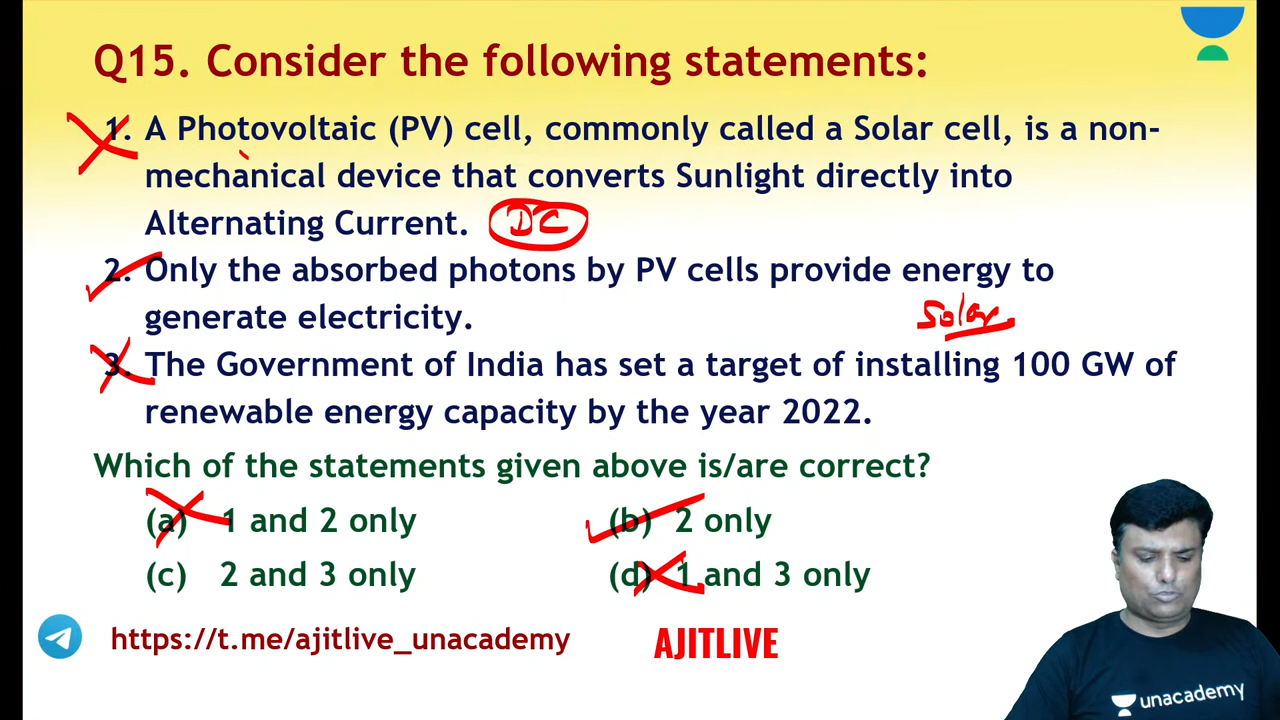 Q15. Consider the following statements:
1. A Photovoltaic (PV) cell, commonly called a Solar cell, is a non-
mechanical device that converts Sunlight directly into
Alternating Current. DC
2. Only the absorbed photons by PV cells provide energy to
generate electricity.
Solar
3. The Government of India has set a target of installing 100 GW of
renewable energy capacity by the year 2022.
Which of the statements given above is/are correct?
(a) 1 and 2 only (b) 2 only
(c) 2 and 3 only (d) 1 and 3 only
https://t.me/ajitlive_unacademy AJITLIVE
unacademy